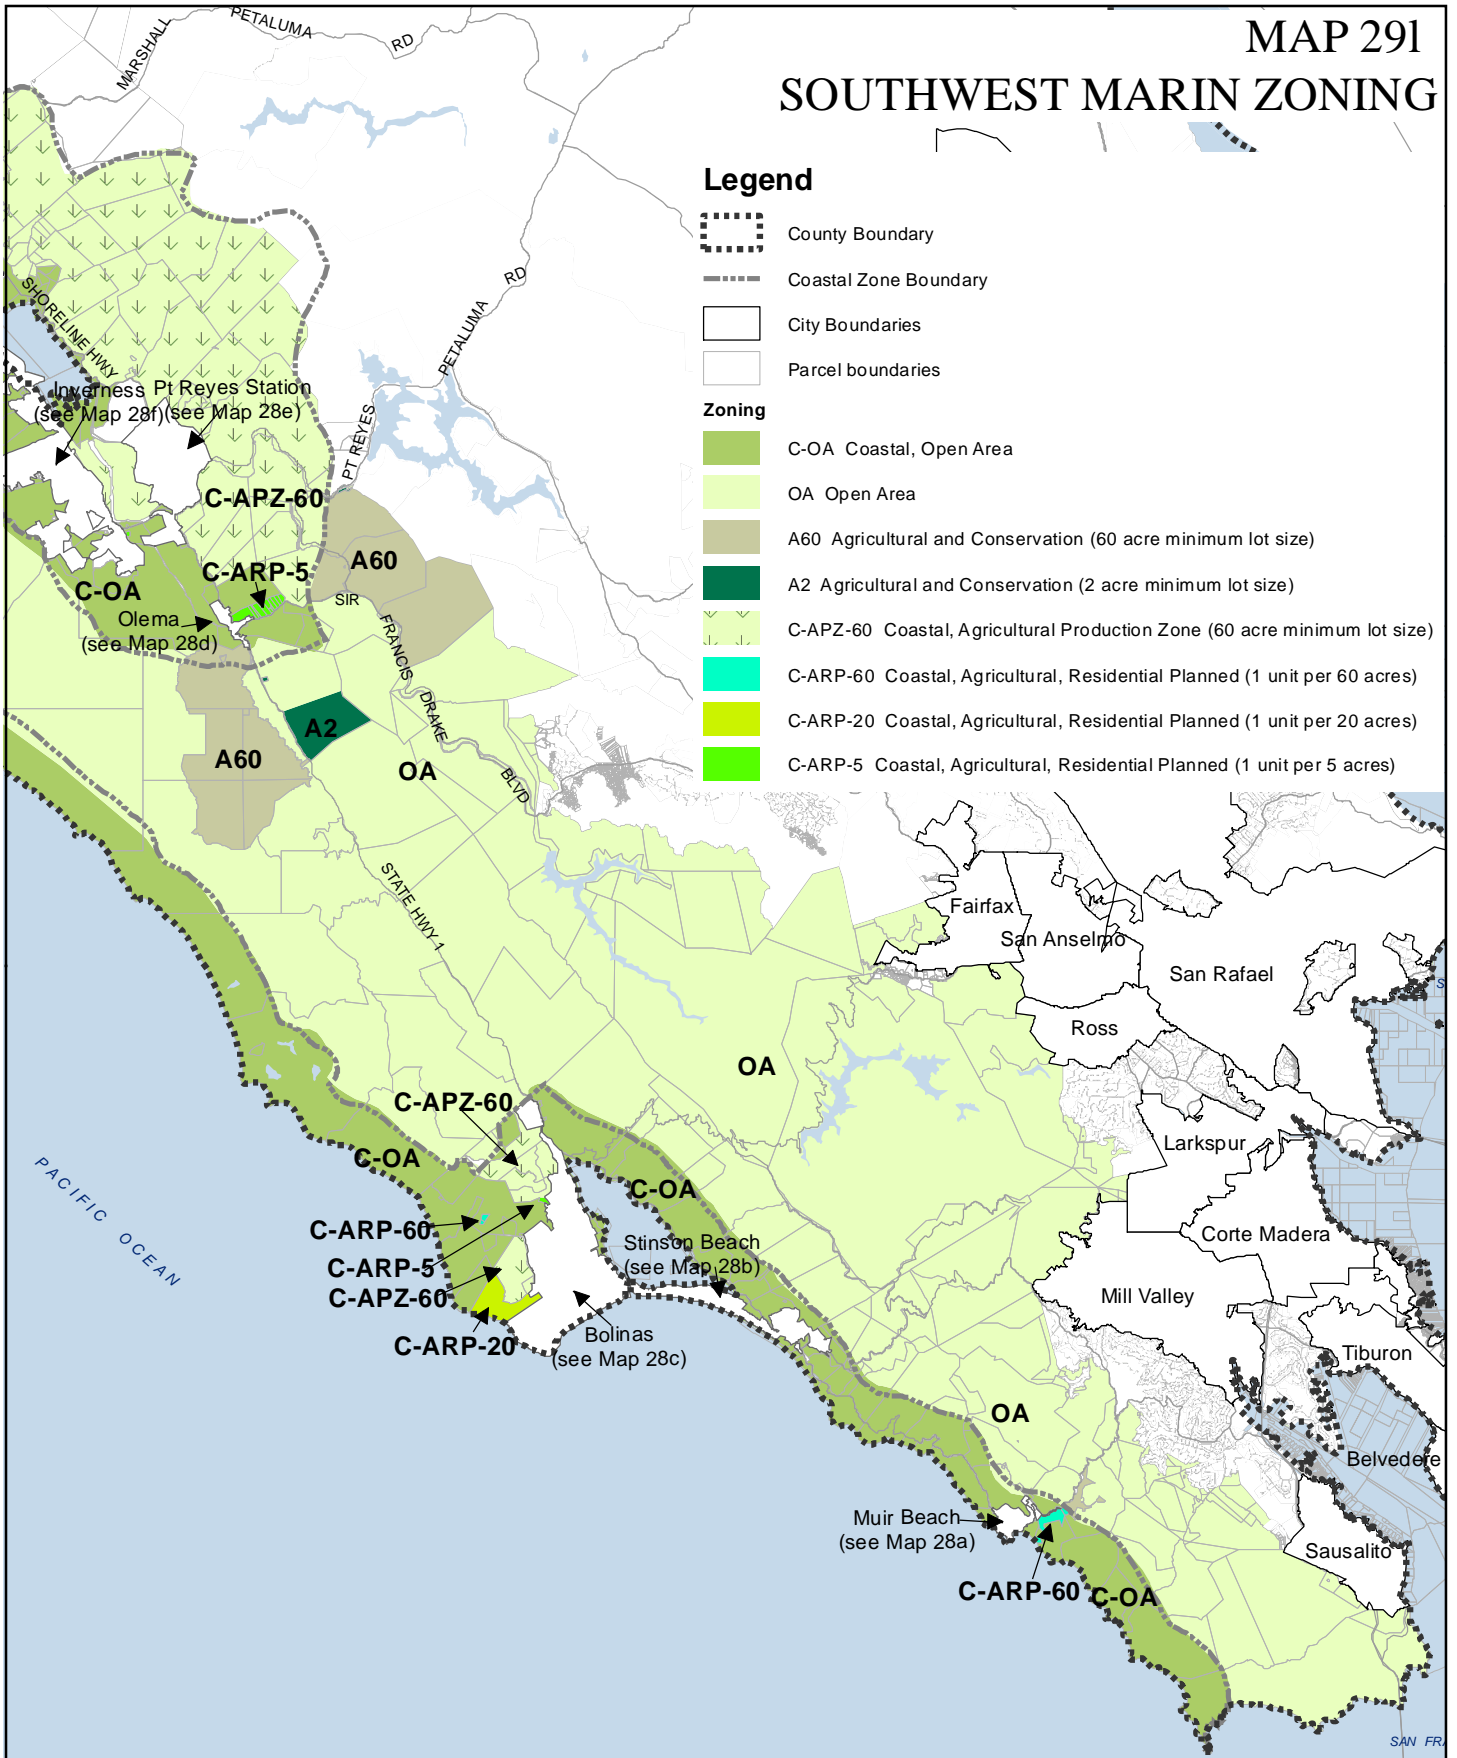 MAP 29l
SOUTHWEST MARIN ZONING
Legend
County Boundary
Coastal Zone Boundary
City Boundaries
Parcel boundaries
Zoning
C-OA Coastal, Open Area
OA Open Area
A60 Agricultural and Conservation (60 acre minimum lot size)
A2 Agricultural and Conservation (2 acre minimum lot size)
C-APZ-60 Coastal, Agricultural Production Zone (60 acre minimum lot size)
C-ARP-60 Coastal, Agricultural, Residential Planned (1 unit per 60 acres)
C-ARP-20 Coastal, Agricultural, Residential Planned (1 unit per 20 acres)
C-ARP-5 Coastal, Agricultural, Residential Planned (1 unit per 5 acres)
MARSHALL
PETALUMA
RD
SHORELINE HWY
PT REYES
PETALUMA
RD
Inverness
(see Map 28f)
Pt Reyes Station
(see Map 28e)
C-APZ-60
A60
C-ARP-5
C-OA
SIR
FRANCIS
DRAKE
BLVD
Olema
(see Map 28d)
A2
A60
OA
STATE HWY 1
Fairfax
San Anselmo
San Rafael
S
Ross
OA
C-APZ-60
Larkspur
C-OA
C-OA
PACIFIC OCEAN
C-ARP-60
Corte Madera
Stinson Beach
(see Map 28b)
C-ARP-5
C-APZ-60
Mill Valley
C-ARP-20
Bolinas
(see Map 28c)
Tiburon
OA
Belvedere
Muir Beach
(see Map 28a)
Sausalito
C-ARP-60
C-OA
SAN FR